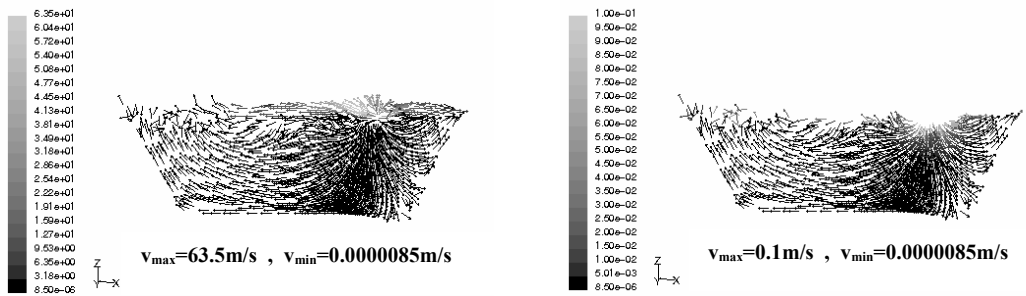 6.35e+01
6.04e+01
5.72e+01
5.40e+01
5.08e+01
4.77e+01
4.45e+01
4.13e+01
3.81e+01
3.49e+01
3.18e+01
2.86e+01
2.54e+01
2.22e+01
1.91e+01
1.59e+01
1.27e+01
9.53e+00
6.35e+00
3.18e+00
8.50e-06
Z
Y X
vmax=63.5m/s , vmin=0.0000085m/s
1.00e-01
9.50e-02
9.00e-02
8.50e-02
8.00e-02
7.50e-02
7.00e-02
6.50e-02
6.00e-02
5.50e-02
5.00e-02
4.50e-02
4.00e-02
3.50e-02
3.00e-02
2.50e-02
2.00e-02
1.50e-02
1.00e-02
5.01e-03
8.50e-06
Z
Y X
vmax=0.1m/s , vmin=0.0000085m/s